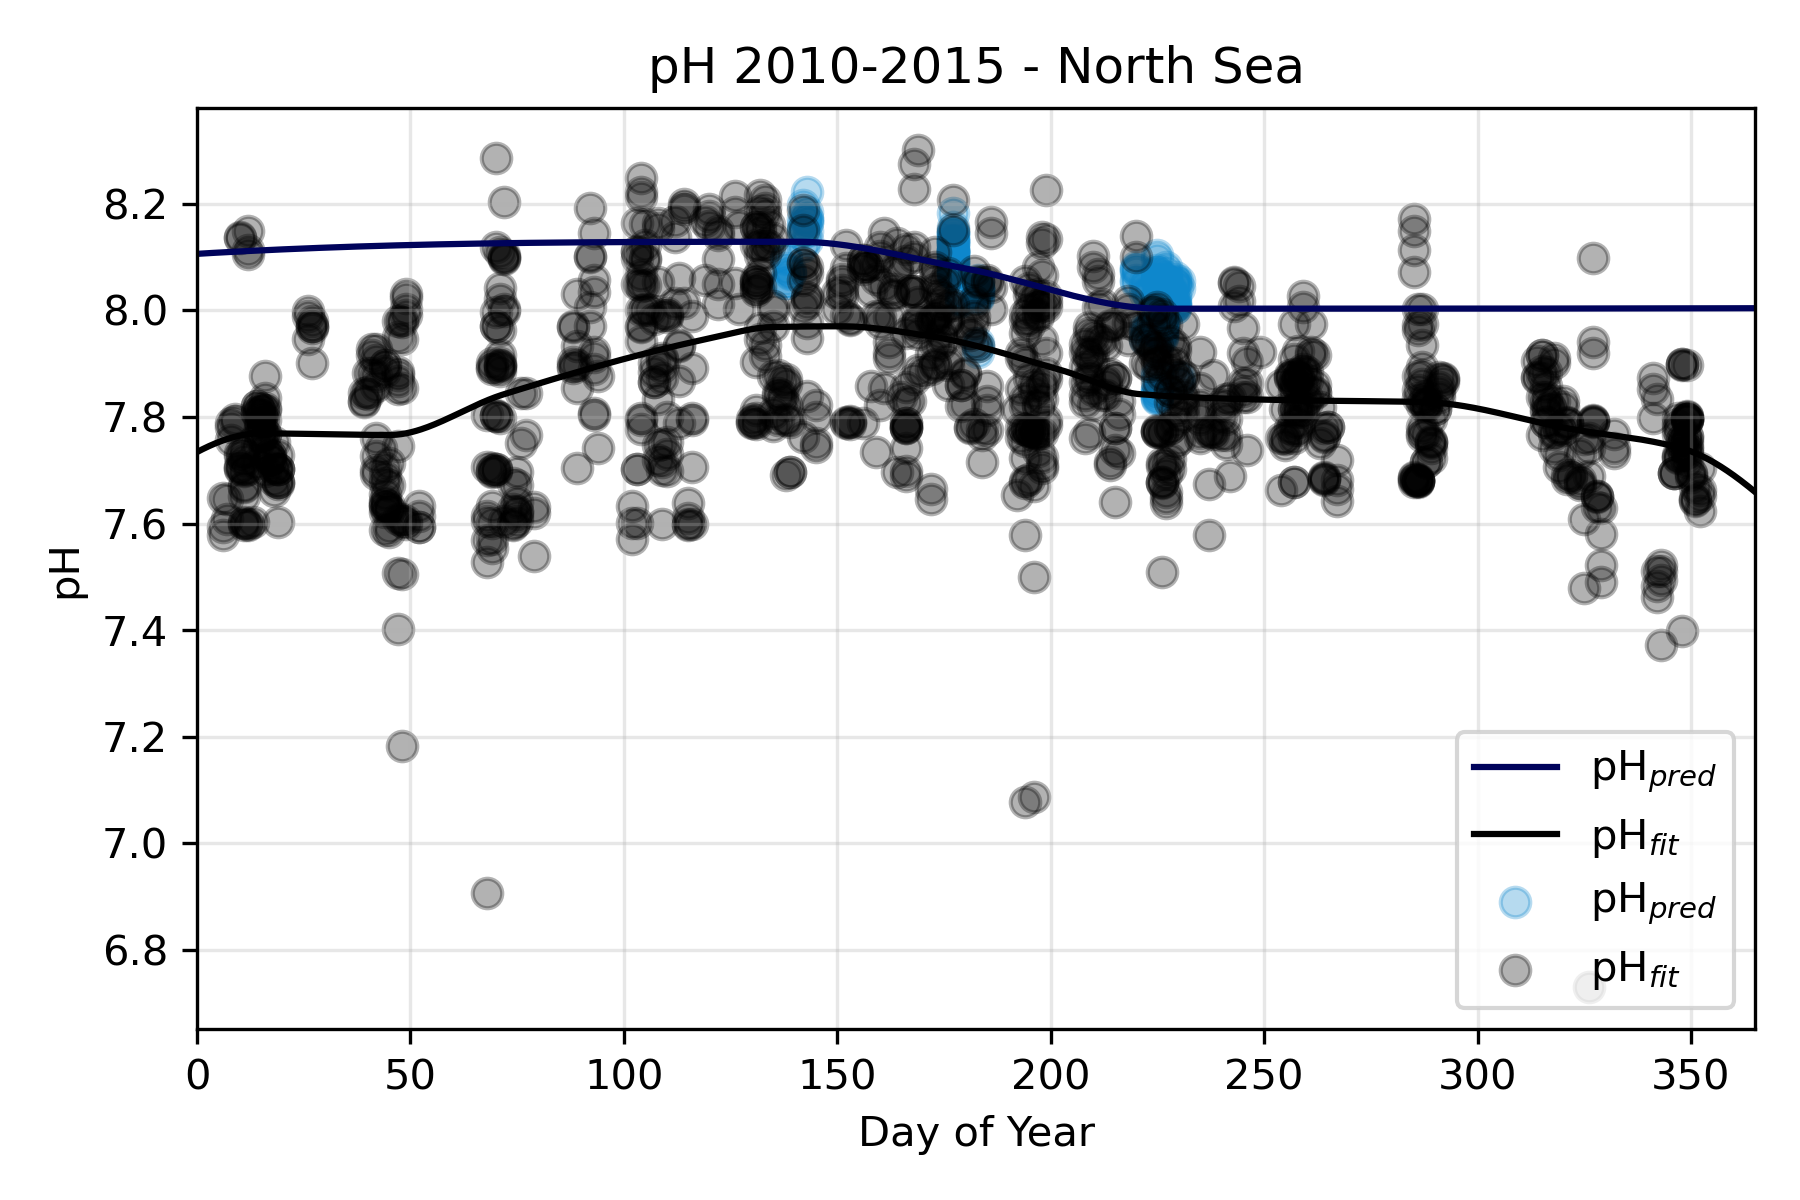 pH 2010-2015 - North Sea
pH
8.2
8.0
7.8
7.6
7.4
7.2
7.0
6.8
0 50 100 150 200 250 300 350
Day of Year
pH_pred
pH_fit
pH_pred
pH_fit